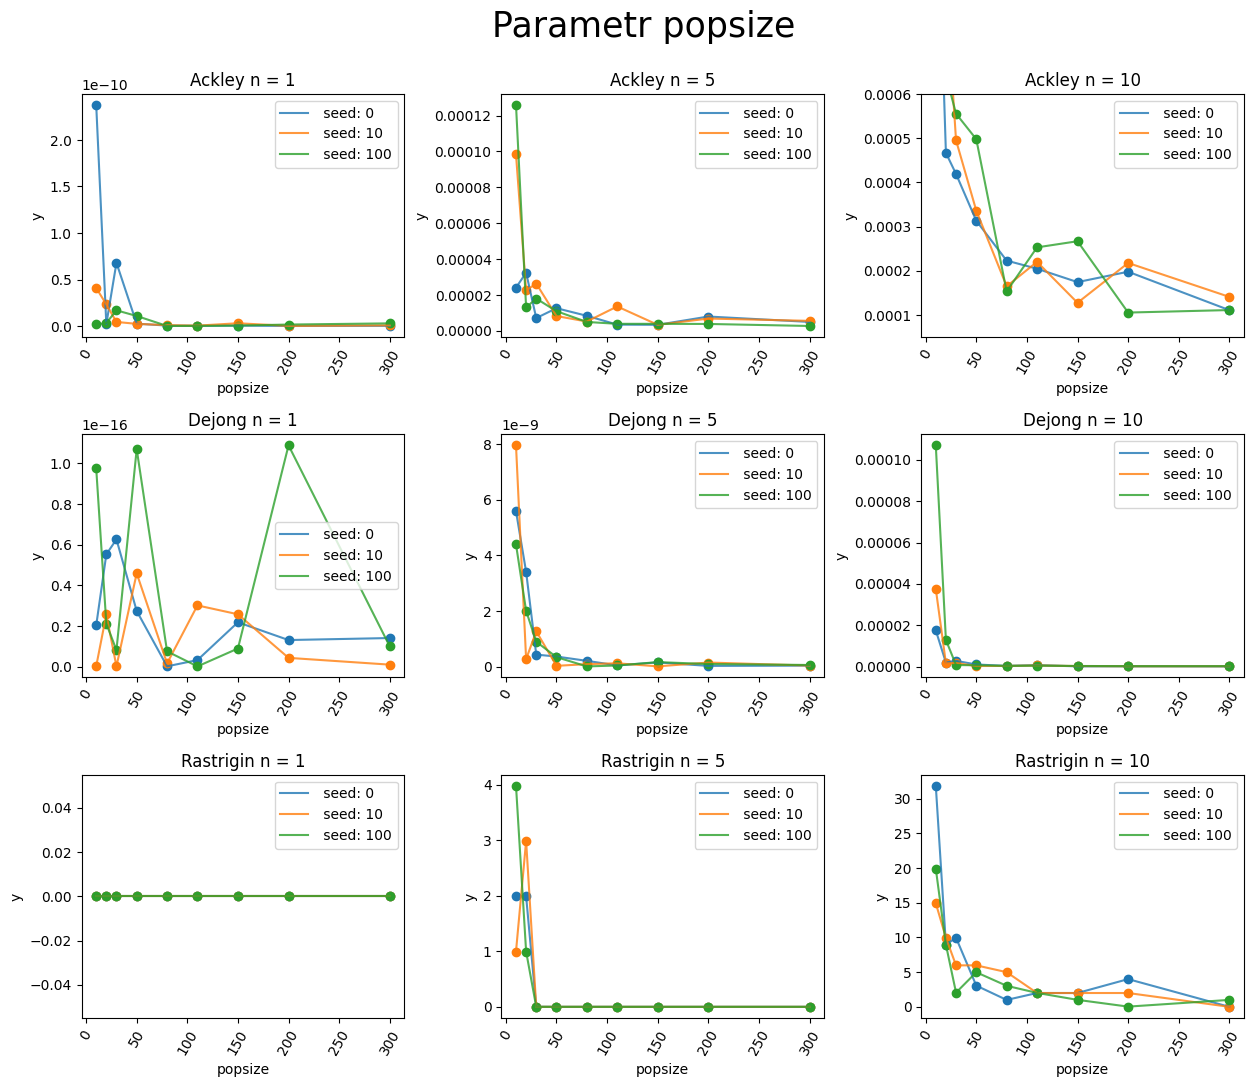 Parametr popsize
Ackley n = 1
1e−10
2.0
1.5
1.0
0.5
0.0
y
0
50
100
150
200
250
300
popsize
seed: 0
seed: 10
seed: 100
Ackley n = 5
0.00012
0.00010
0.00008
0.00006
0.00004
0.00002
0.00000
y
0
50
100
150
200
250
300
popsize
seed: 0
seed: 10
seed: 100
Ackley n = 10
0.0006
0.0005
0.0004
0.0003
0.0002
0.0001
y
0
50
100
150
200
250
300
popsize
seed: 0
seed: 10
seed: 100
Dejong n = 1
1e−16
1.0
0.8
0.6
0.4
0.2
0.0
y
0
50
100
150
200
250
300
popsize
seed: 0
seed: 10
seed: 100
Dejong n = 5
1e−9
8
6
4
2
0
y
0
50
100
150
200
250
300
popsize
seed: 0
seed: 10
seed: 100
Dejong n = 10
0.00010
0.00008
0.00006
0.00004
0.00002
0.00000
y
0
50
100
150
200
250
300
popsize
seed: 0
seed: 10
seed: 100
Rastrigin n = 1
0.04
0.02
0.00
−0.02
−0.04
y
0
50
100
150
200
250
300
popsize
seed: 0
seed: 10
seed: 100
Rastrigin n = 5
4
3
2
1
0
y
0
50
100
150
200
250
300
popsize
seed: 0
seed: 10
seed: 100
Rastrigin n = 10
30
25
20
15
10
5
0
y
0
50
100
150
200
250
300
popsize
seed: 0
seed: 10
seed: 100